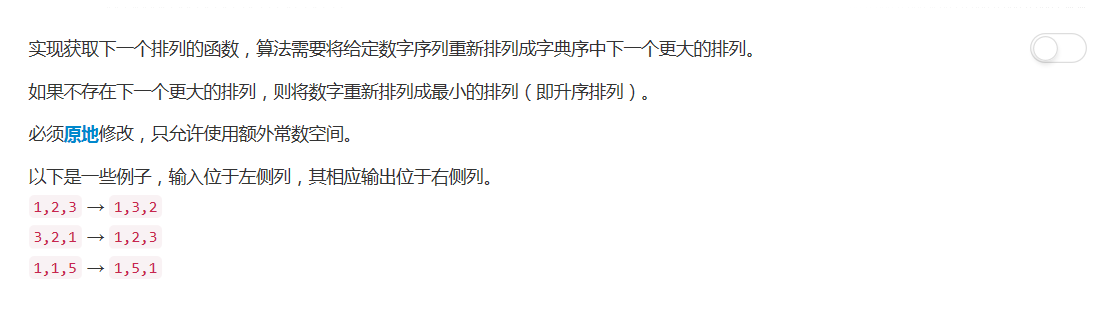 实现获取下一个排列的函数，算法需要将给定数字序列重新排列成字典序中下一个更大的排列。
如果不存在下一个更大的排列，则将数字重新排列成最小的排列（即升序排列）。
必须原地修改，只允许使用额外常数空间。
以下是一些例子，输入位于左侧列，其相应输出位于右侧列。
1,2,3 → 1,3,2
3,2,1 → 1,2,3
1,1,5 → 1,5,1